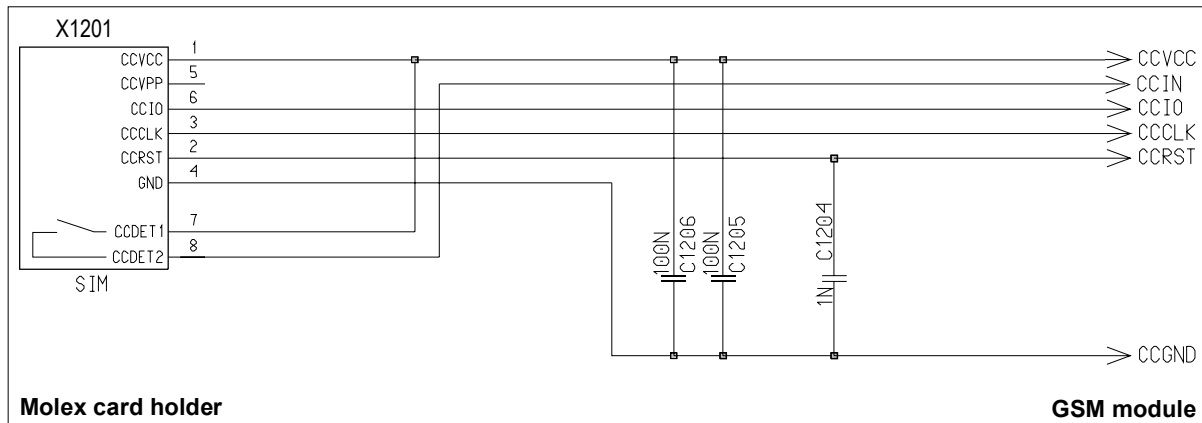 X1201
1
CCVCC
CCVCC
5
CCVPP
CCIN
6
CCIO
CCIO
3
CCCLK
CCCLK
2
CCRST
CCRST
4
GND
7
CCDET1
8
CCDET2
SIM
100N
C1206
100N
C1205
C1204
1N
CCGND
Molex card holder
GSM module